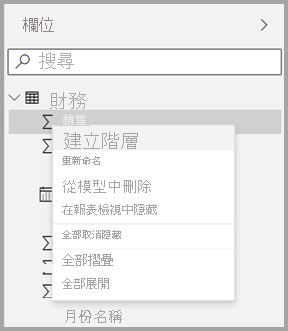 欄位
搜尋
財務
銷售
建立階層
重新命名
從模型中刪除
在報表檢視中隱藏
全部取消隱藏
全部摺疊
全部展開
月份名稱